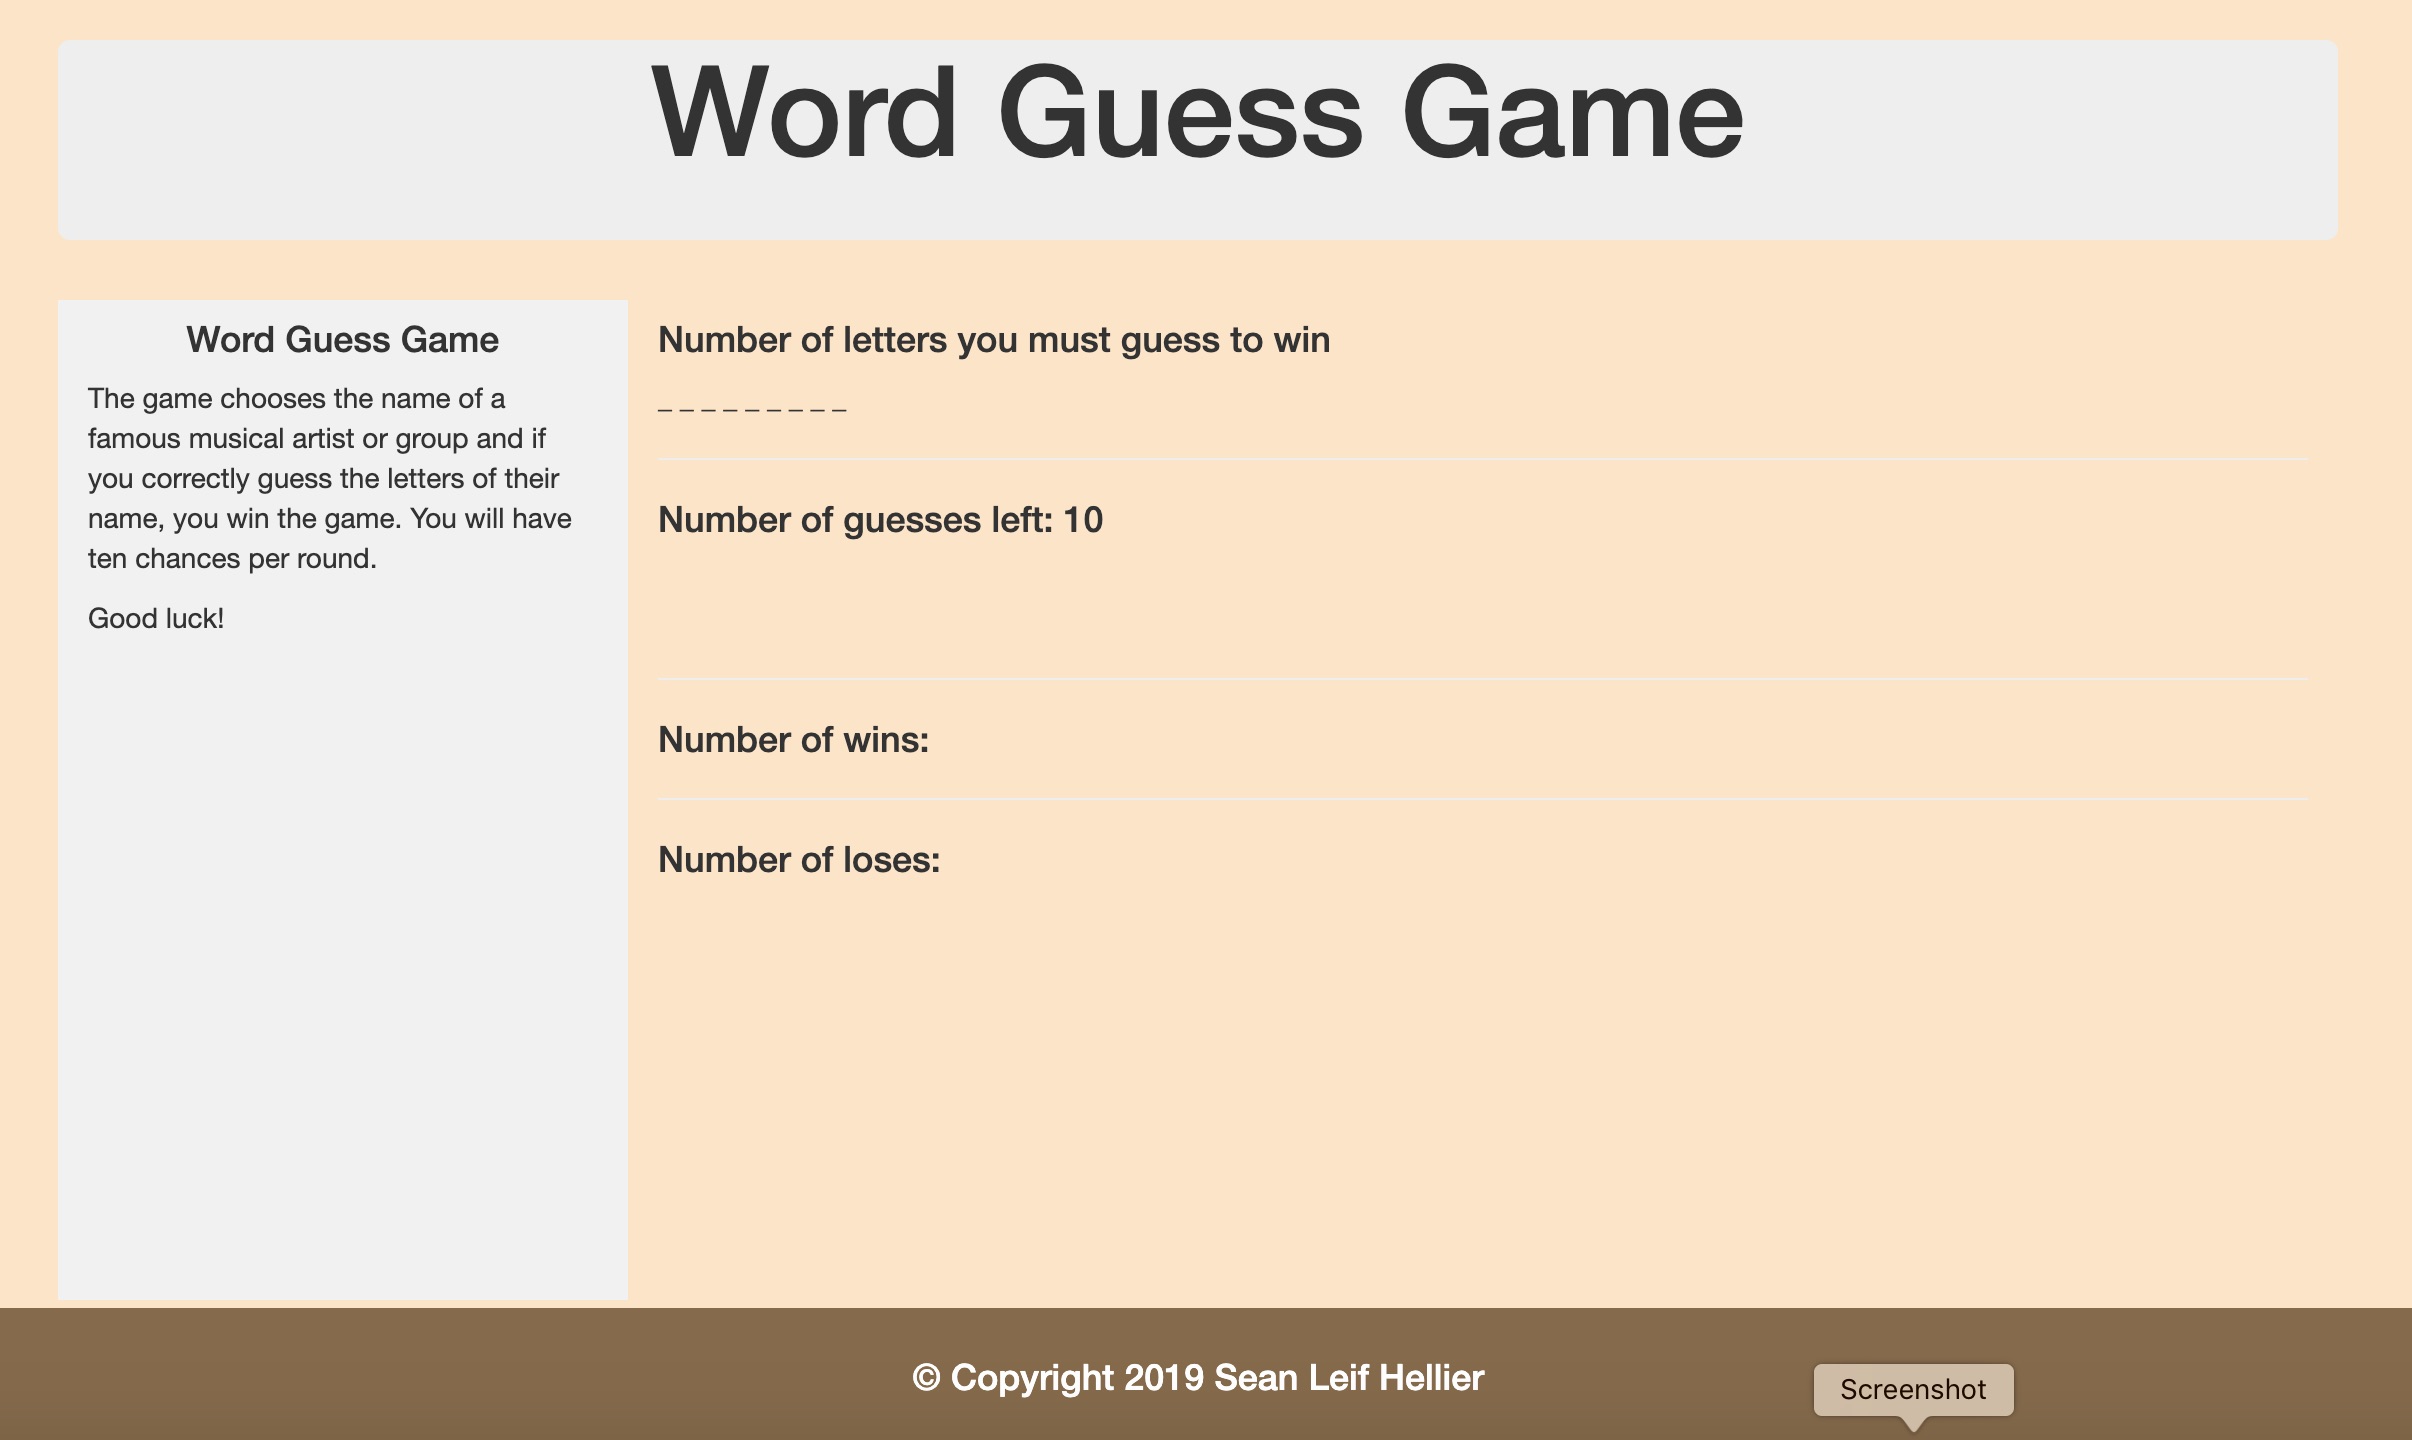 Word Guess Game
Word Guess Game
The game chooses the name of a
famous musical artist or group and if
you correctly guess the letters of their
name, you win the game. You will have
ten chances per round.
Good luck!
Number of letters you must guess to win
_ _ _ _ _ _ _ _ _
Number of guesses left: 10
Number of wins:
Number of loses:
© Copyright 2019 Sean Leif Hellier
Screenshot